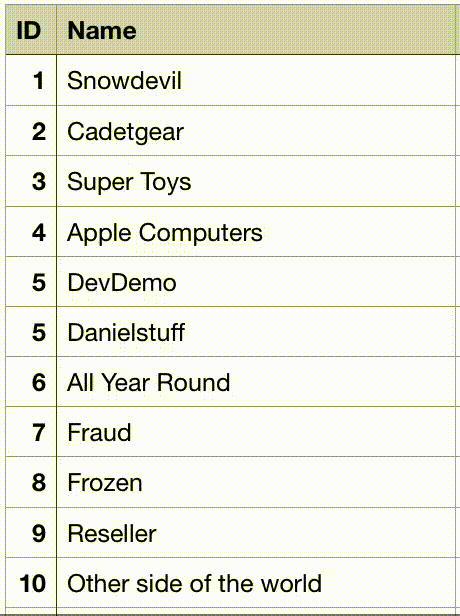 ID Name
1 Snowdevil
2 Cadetgear
3 Super Toys
4 Apple Computers
5 DevDemo
5 Danielstuff
6 All Year Round
7 Fraud
8 Frozen
9 Reseller
10 Other side of the world